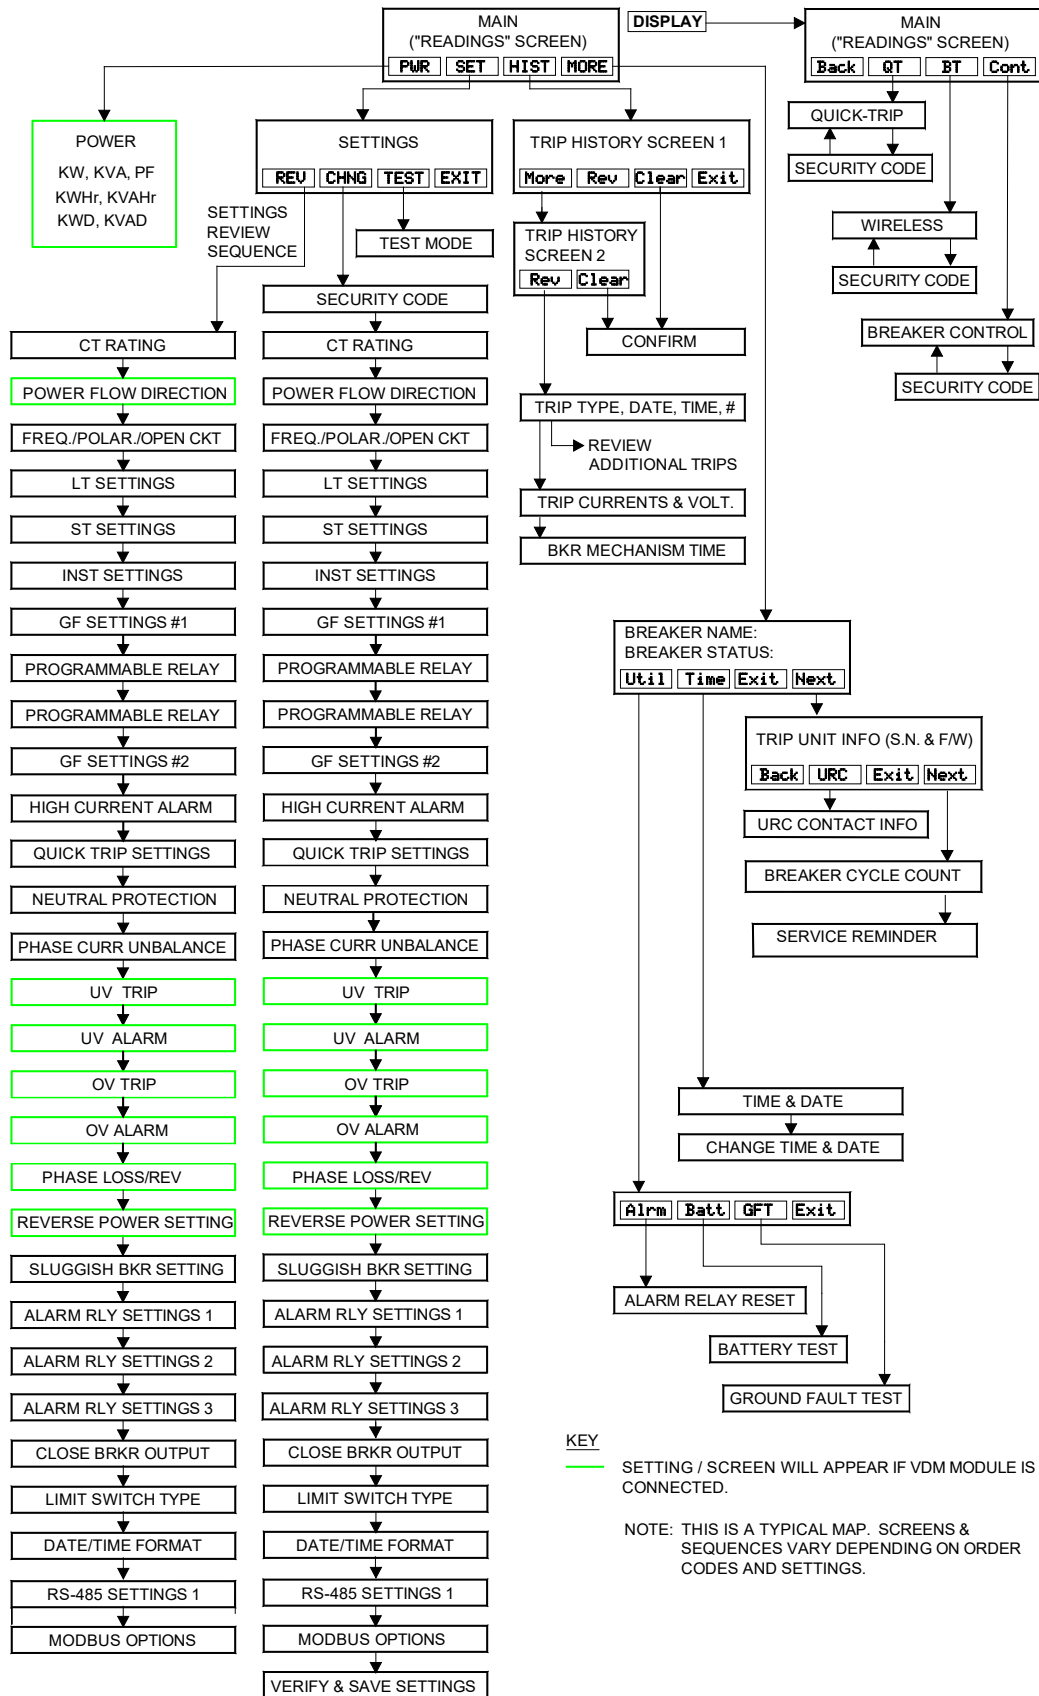 MAIN
("READINGS" SCREEN)
PWR SET HIST MORE
DISPLAY
MAIN
("READINGS" SCREEN)
Back QT BT Cont
POWER
KW, KVA, PF
KWHr, KVAHr
KWD, KVAD
SETTINGS
REV CHNG TEST EXIT
TRIP HISTORY SCREEN 1
More Rev Clear Exit
QUICK-TRIP
SECURITY CODE
WIRELESS
SECURITY CODE
BREAKER CONTROL
SECURITY CODE
SETTINGS
REVIEW
SEQUENCE
TEST MODE
TRIP HISTORY
SCREEN 2
Rev Clear
CONFIRM
TRIP TYPE, DATE, TIME, #
REVIEW
ADDITIONAL TRIPS
TRIP CURRENTS & VOLT.
BKR MECHANISM TIME
CT RATING
POWER FLOW DIRECTION
FREQ./POLAR./OPEN CKT
LT SETTINGS
ST SETTINGS
INST SETTINGS
GF SETTINGS #1
PROGRAMMABLE RELAY
PROGRAMMABLE RELAY
GF SETTINGS #2
HIGH CURRENT ALARM
QUICK TRIP SETTINGS
NEUTRAL PROTECTION
PHASE CURR UNBALANCE
UV TRIP
UV ALARM
OV TRIP
OV ALARM
PHASE LOSS/REV
REVERSE POWER SETTING
SLUGGISH BKR SETTING
ALARM RLY SETTINGS 1
ALARM RLY SETTINGS 2
ALARM RLY SETTINGS 3
CLOSE BRKR OUTPUT
LIMIT SWITCH TYPE
DATE/TIME FORMAT
RS-485 SETTINGS 1
MODBUS OPTIONS
SECURITY CODE
CT RATING
POWER FLOW DIRECTION
FREQ./POLAR./OPEN CKT
LT SETTINGS
ST SETTINGS
INST SETTINGS
GF SETTINGS #1
PROGRAMMABLE RELAY
PROGRAMMABLE RELAY
GF SETTINGS #2
HIGH CURRENT ALARM
QUICK TRIP SETTINGS
NEUTRAL PROTECTION
PHASE CURR UNBALANCE
UV TRIP
UV ALARM
OV TRIP
OV ALARM
PHASE LOSS/REV
REVERSE POWER SETTING
SLUGGISH BKR SETTING
ALARM RLY SETTINGS 1
ALARM RLY SETTINGS 2
ALARM RLY SETTINGS 3
CLOSE BRKR OUTPUT
LIMIT SWITCH TYPE
DATE/TIME FORMAT
RS-485 SETTINGS 1
MODBUS OPTIONS
VERIFY & SAVE SETTINGS
BREAKER NAME:
BREAKER STATUS:
Util Time Exit Next
TRIP UNIT INFO (S.N. & F/W)
Back URC Exit Next
URC CONTACT INFO
BREAKER CYCLE COUNT
SERVICE REMINDER
TIME & DATE
CHANGE TIME & DATE
Alrm Batt GFT Exit
ALARM RELAY RESET
BATTERY TEST
GROUND FAULT TEST
KEY
SETTING / SCREEN WILL APPEAR IF VDM MODULE IS
CONNECTED.
NOTE: THIS IS A TYPICAL MAP. SCREENS &
SEQUENCES VARY DEPENDING ON ORDER
CODES AND SETTINGS.